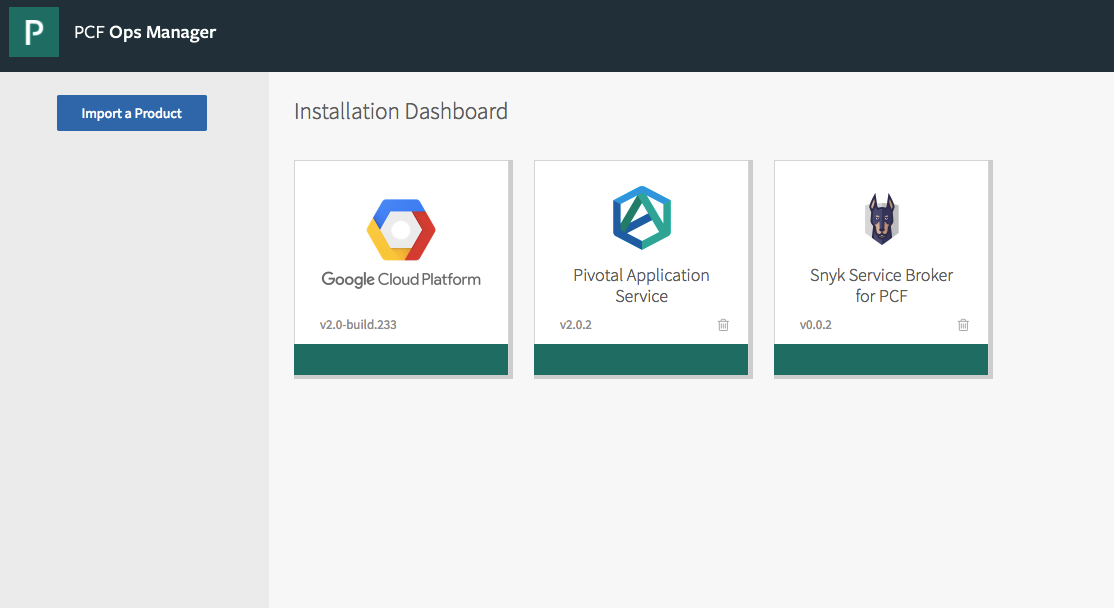 P
PCF Ops Manager
Import a Product
Installation Dashboard
Google Cloud Platform
v2.0-build.233
Pivotal Application
Service
v2.0.2
Snyk Service Broker
for PCF
v0.0.2